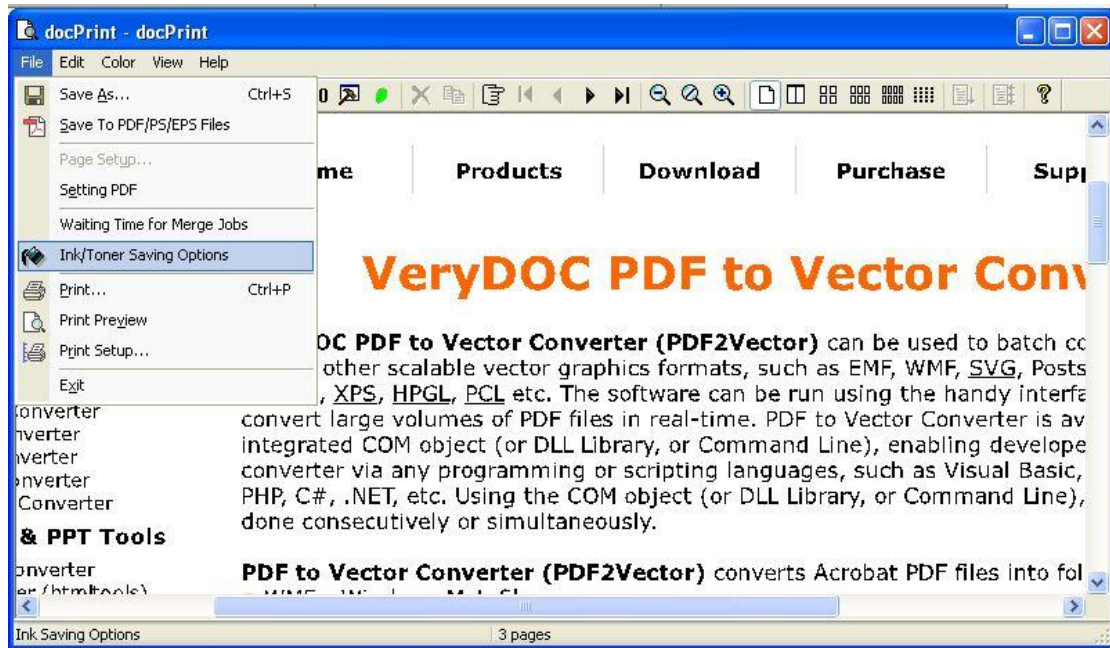 docPrint - docPrint
File Edit Color View Help
Save As... Ctrl+S
Save To PDF/PS/EPS Files
Page Setup...
Setting PDF
Waiting Time for Merge Jobs
Ink/Toner Saving Options
Print... Ctrl+P
Print Preview
Print Setup...
Exit
me Products Download Purchase Supp
VeryDOC PDF to Vector Conv
OC PDF to Vector Converter (PDF2Vector) can be used to batch co
other scalable vector graphics formats, such as EMF, WMF, SVG, Posts
, XPS, HPGL, PCL etc. The software can be run using the handy interfa
convert large volumes of PDF files in real-time. PDF to Vector Converter is av
integrated COM object (or DLL Library, or Command Line), enabling develope
converter via any programming or scripting languages, such as Visual Basic,
PHP, C#, .NET, etc. Using the COM object (or DLL Library, or Command Line),
done consecutively or simultaneously.
PDF to Vector Converter (PDF2Vector) converts Acrobat PDF files into fol
onverter
nverter
nverter
onverter
Converter
& PPT Tools
onverter
er (htmltools)
Ink Saving Options 3 pages